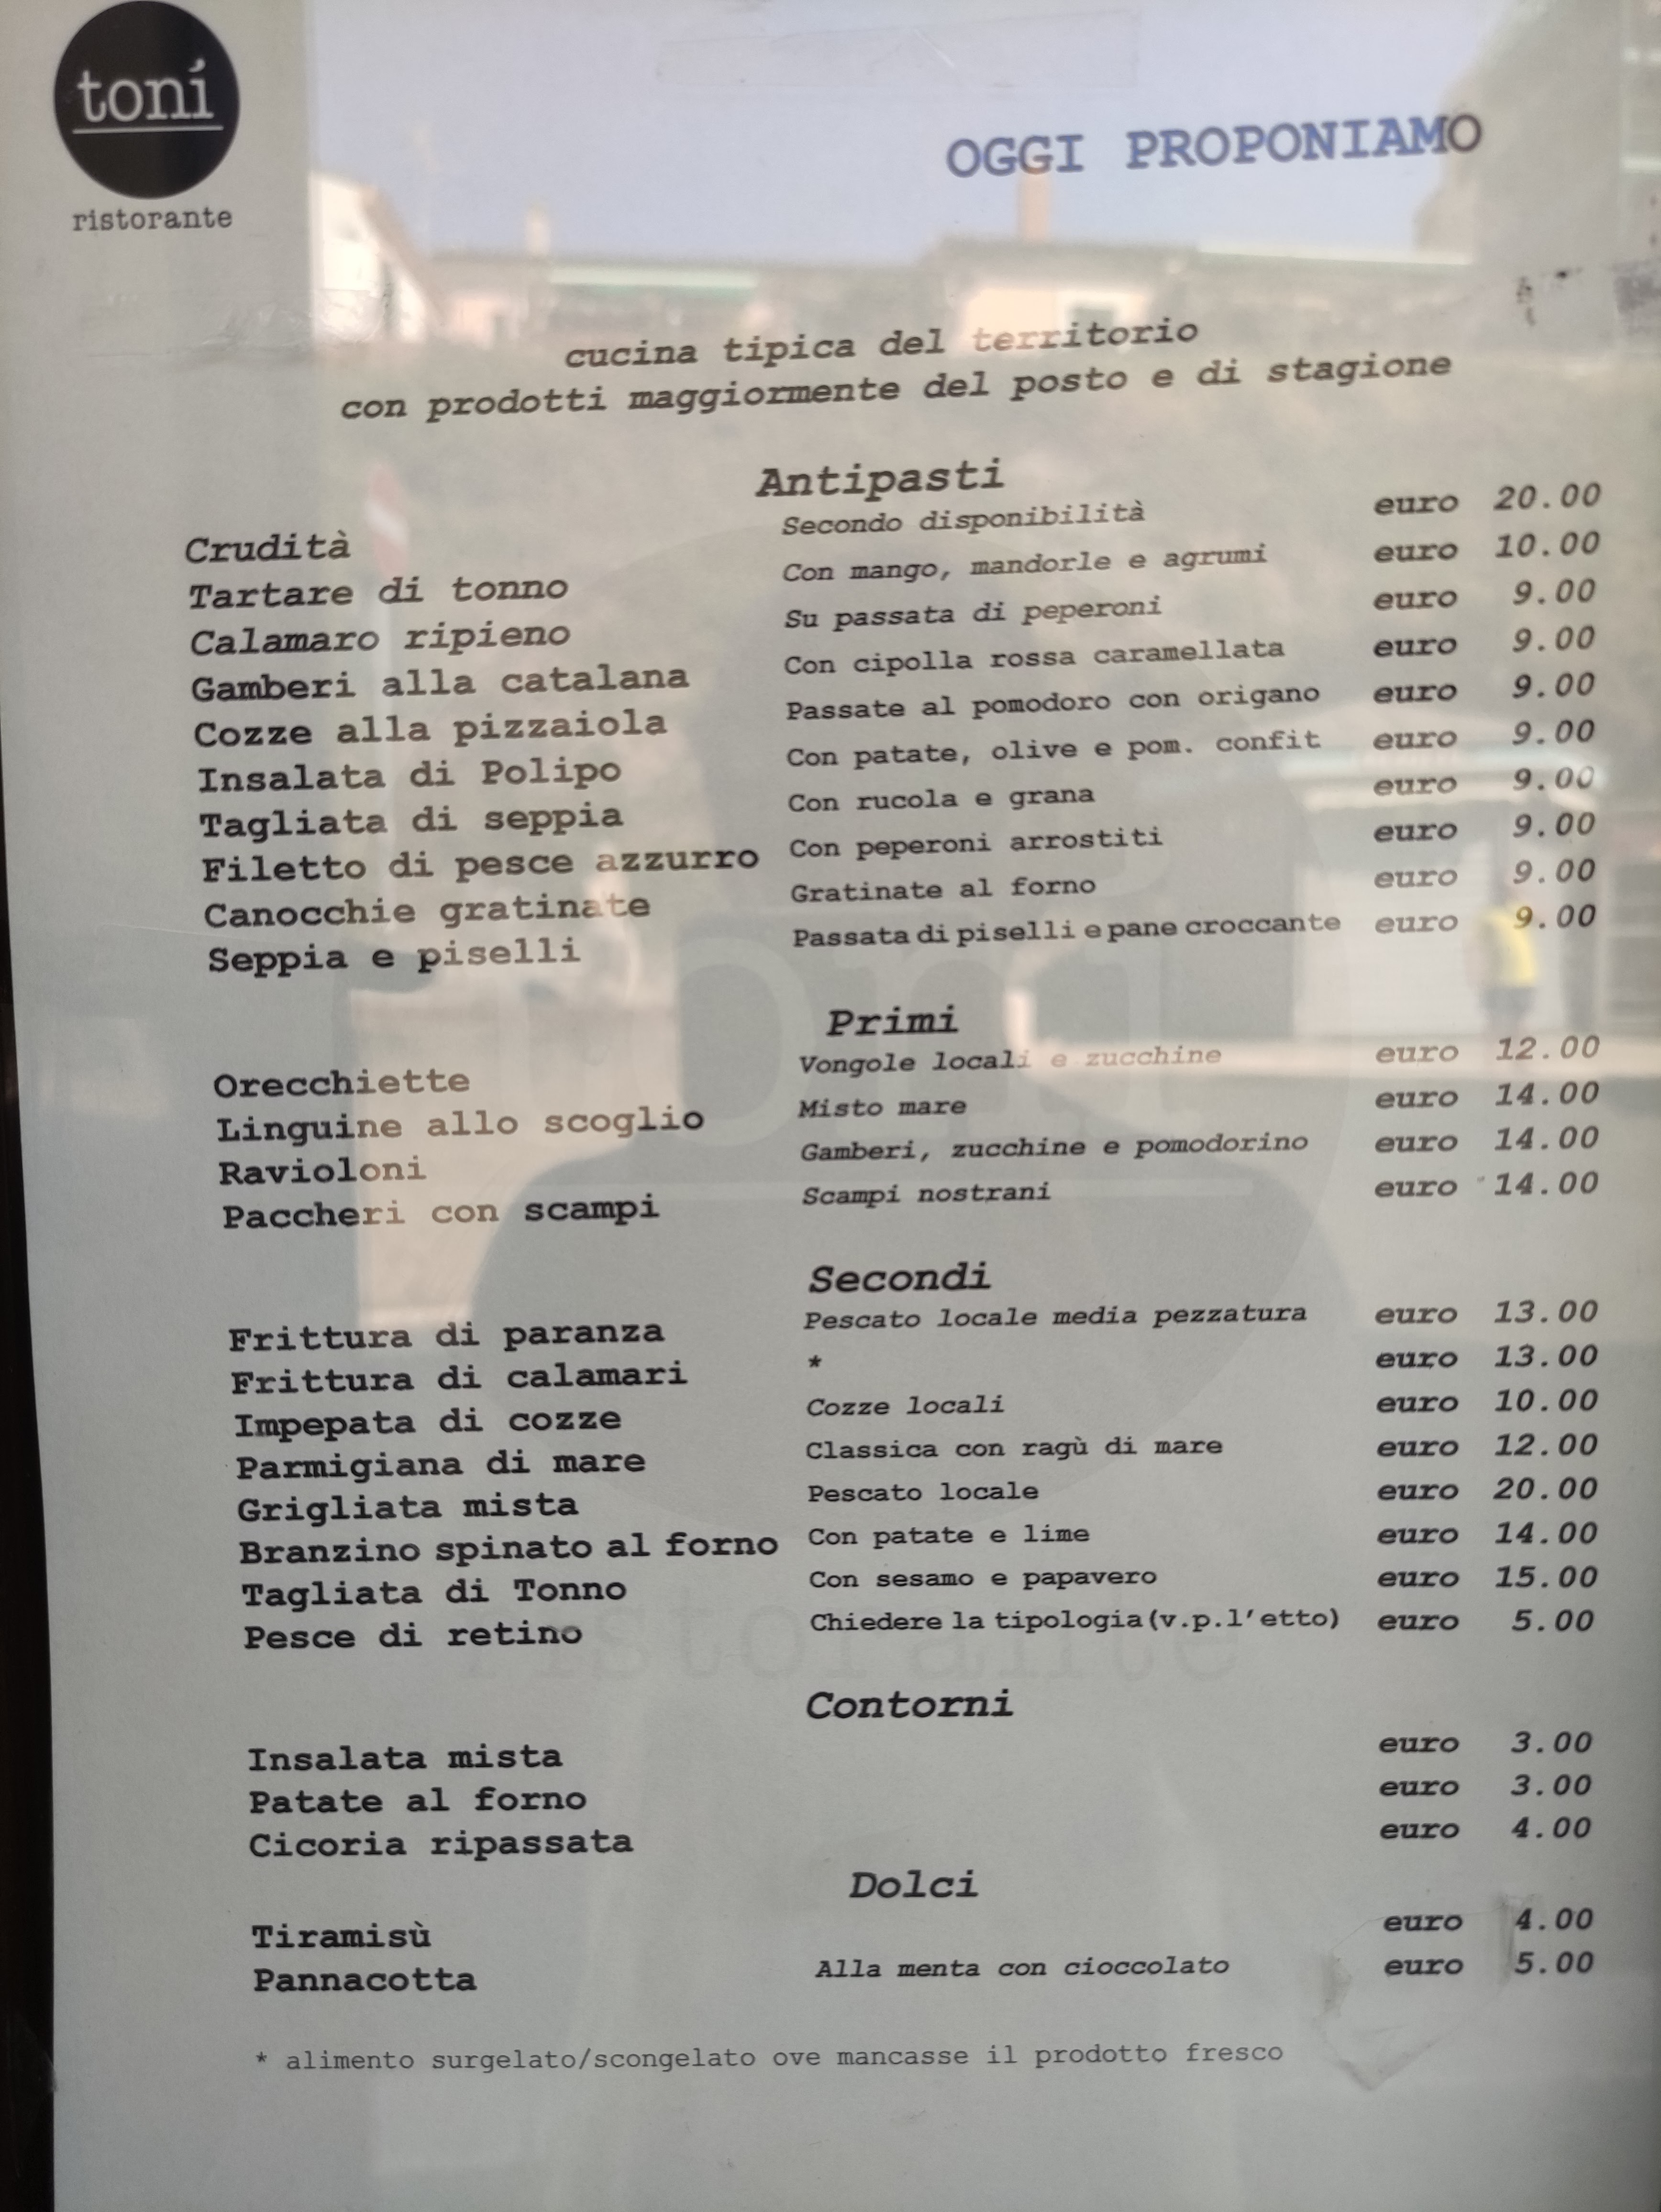 toni
ristorante
OGGI PROPONIAMO
cucina tipica del territorio
con prodotti maggiormente del posto e di stagione
Antipasti
Crudità Secondo disponibilità euro 20.00
Tartare di tonno Con mango, mandorle e agrumi euro 10.00
Calamaro ripieno Su passata di peperoni euro 9.00
Gamberi alla catalana Con cipolla rossa caramellata euro 9.00
Cozze alla pizzaiola Passate al pomodoro con origano euro 9.00
Insalata di Polipo Con patate, olive e pom. confit euro 9.00
Tagliata di seppia Con rucola e grana euro 9.00
Filetto di pesce azzurro Con peperoni arrostiti euro 9.00
Canocchie gratinate Gratinate al forno euro 9.00
Seppia e piselli Passata di piselli e pane croccante euro 9.00
Primi
Orecchiette Vongole locali e zucchine euro 12.00
Linguine allo scoglio Misto mare euro 14.00
Ravioloni Gamberi, zucchine e pomodorino euro 14.00
Paccheri con scampi Scampi nostrani euro 14.00
Secondi
Frittura di paranza Pescato locale media pezzatura euro 13.00
Frittura di calamari * euro 13.00
Impepata di cozze Cozze locali euro 10.00
Parmigiana di mare Classica con ragù di mare euro 12.00
Grigliata mista Pescato locale euro 20.00
Branzino spinato al forno Con patate e lime euro 14.00
Tagliata di Tonno Con sesamo e papavero euro 15.00
Pesce di retino Chiedere la tipologia(v.p.l'etto) euro 5.00
Contorni
Insalata mista euro 3.00
Patate al forno euro 3.00
Cicoria ripassata euro 4.00
Dolci
Tiramisù euro 4.00
Pannacotta Alla menta con cioccolato euro 5.00
* alimento surgelato/scongelato ove mancasse il prodotto fresco
toni
ristorante